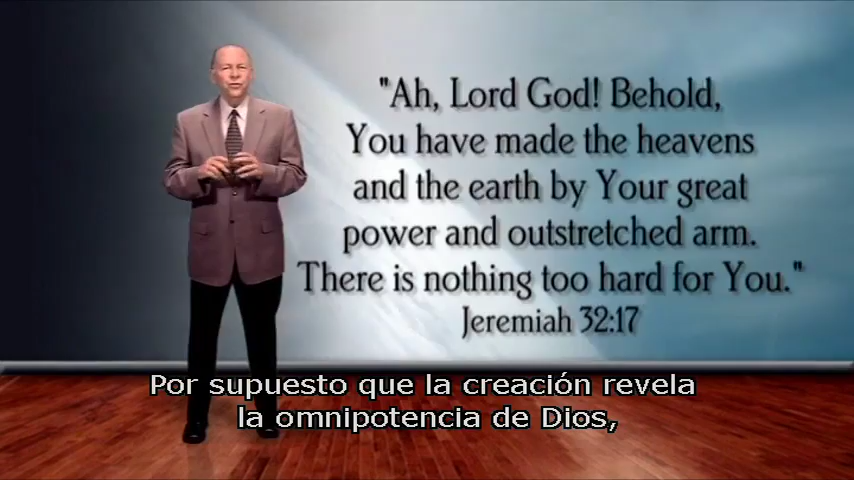 "Ah, Lord God! Behold,
You have made the heavens
and the earth by Your great
power and outstretched arm.
There is nothing too hard for You."
Jeremiah 32:17
Por supuesto que la creación revela
la omnipotencia de Dios,